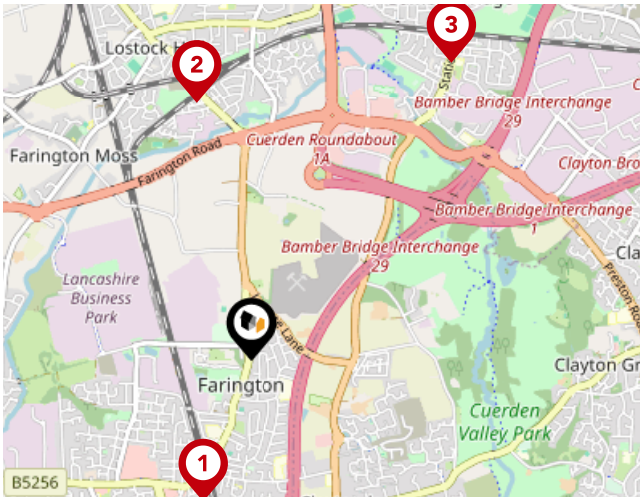 3
Lostock H
2
Stati
Bamber Bridge Interchange
29
Cuerden Roundabout
1A
Farington Road
Farington Moss
Clayton Bro
Bamber Bridge Interchange
1
Bamber Bridge Interchange
29
Cla
Lancashire
Business
Park
Preston Ro
Lane
Clayton Gr
Farington
Cuerden
Valley Park
1
B5256